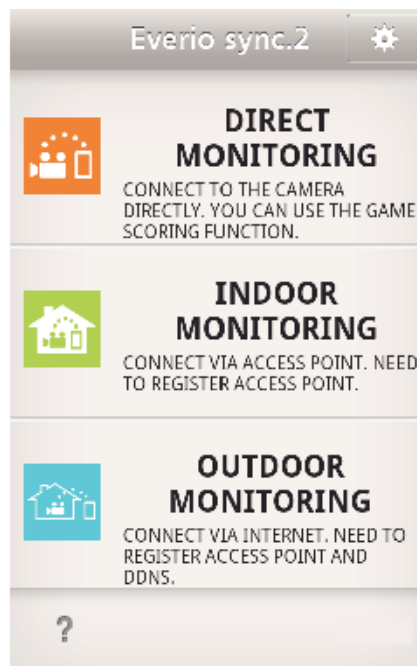 Everio sync.2
DIRECT
MONITORING
CONNECT TO THE CAMERA
DIRECTLY. YOU CAN USE THE GAME
SCORING FUNCTION.
INDOOR
MONITORING
CONNECT VIA ACCESS POINT. NEED
TO REGISTER ACCESS POINT.
OUTDOOR
MONITORING
CONNECT VIA INTERNET. NEED TO
REGISTER ACCESS POINT AND
DDNS.
?